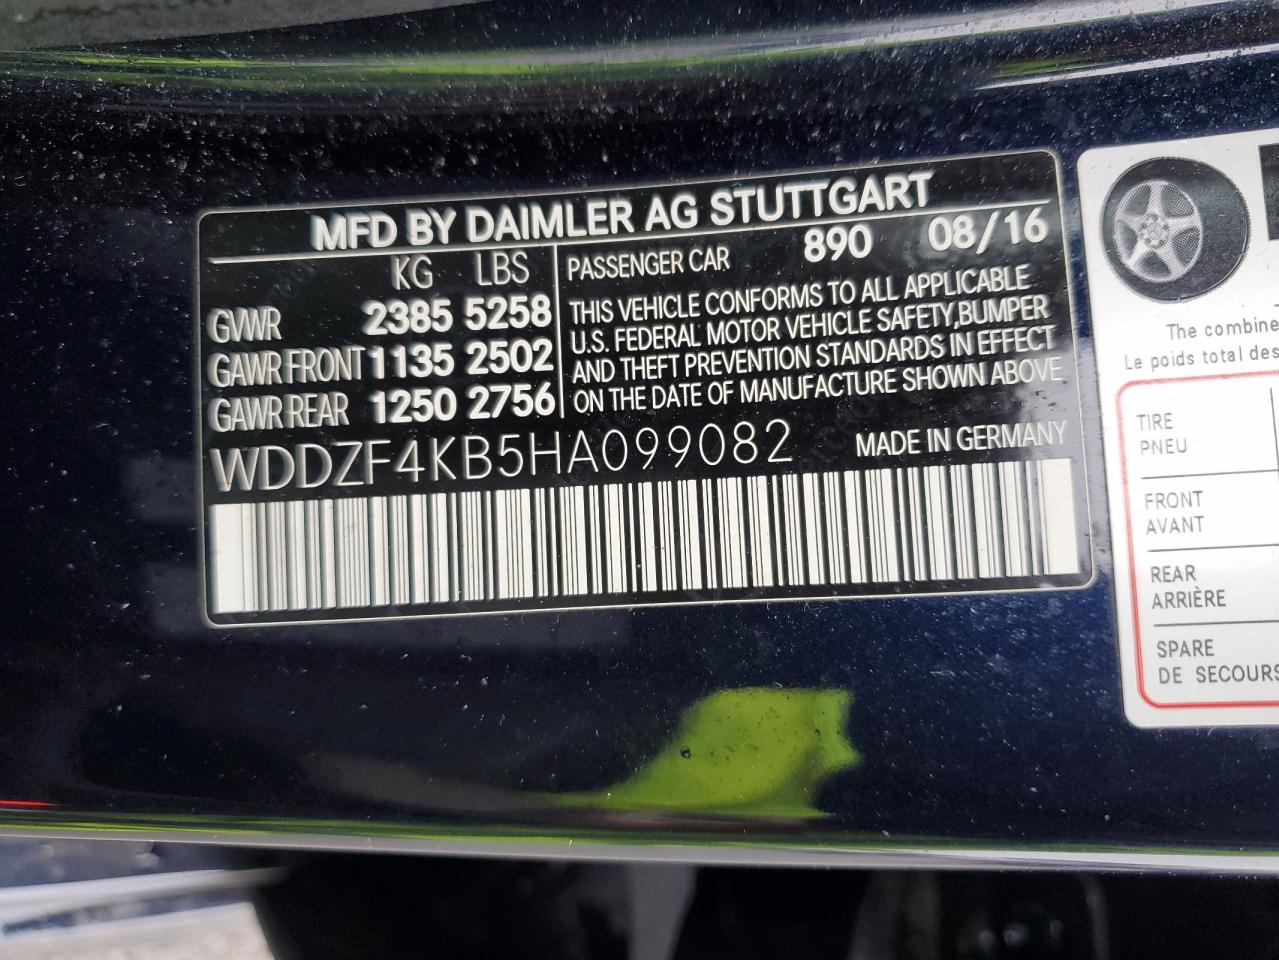 MFD BY DAIMLER AG STUTTGART
KG LBS
GVWR 2385 5258
GAWR FRONT 1135 2502
GAWR REAR 1250 2756
PASSENGER CAR 890 08/16
THIS VEHICLE CONFORMS TO ALL APPLICABLE
U.S. FEDERAL MOTOR VEHICLE SAFETY,BUMPER
AND THEFT PREVENTION STANDARDS IN EFFECT
ON THE DATE OF MANUFACTURE SHOWN ABOVE
WDDZF4KB5HA099082 MADE IN GERMANY
The combine
Le poids total des
TIRE
PNEU
FRONT
AVANT
REAR
ARRIÈRE
SPARE
DE SECOURS